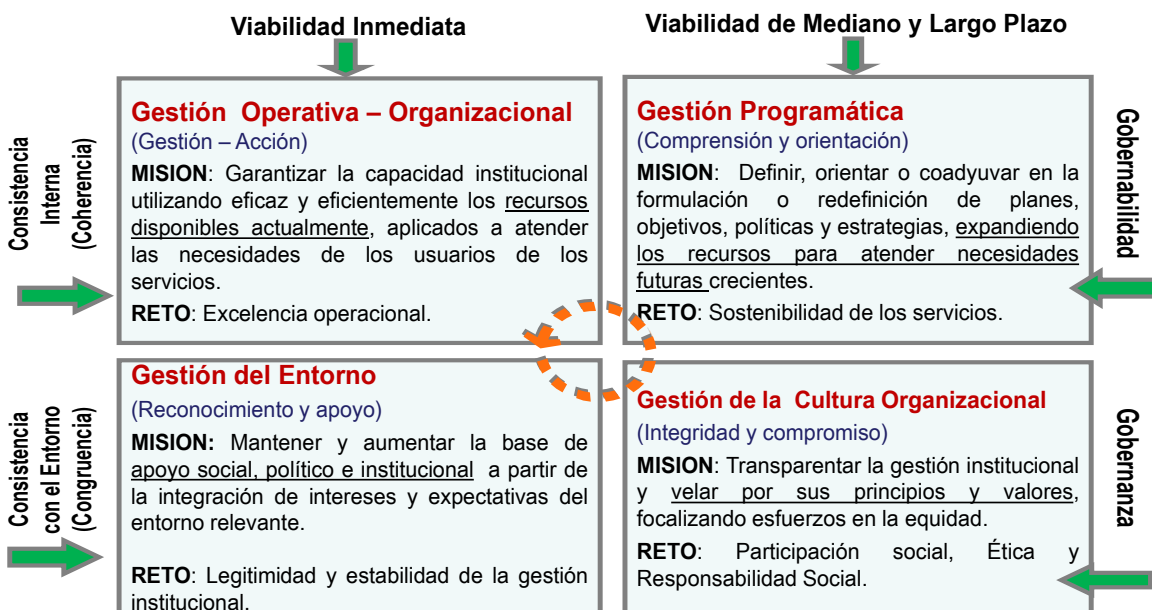 Viabilidad Inmediata
Viabilidad de Mediano y Largo Plazo
Consistencia
Interna
(Coherencia)
Gestión Operativa – Organizacional
(Gestión – Acción)
MISION: Garantizar la capacidad institucional
utilizando eficaz y eficientemente los recursos
disponibles actualmente, aplicados a atender
las necesidades de los usuarios de los
servicios.
RETO: Excelencia operacional.
Gestión Programática
(Comprensión y orientación)
MISION: Definir, orientar o coadyuvar en la
formulación o redefinición de planes,
objetivos, políticas y estrategias, expandiendo
los recursos para atender necesidades
futuras crecientes.
RETO: Sostenibilidad de los servicios.
Gobernabilidad
Consistencia
con el Entorno
(Congruencia)
Gestión del Entorno
(Reconocimiento y apoyo)
MISION: Mantener y aumentar la base de
apoyo social, político e institucional a partir de
la integración de intereses y expectativas del
entorno relevante.
RETO: Legitimidad y estabilidad de la gestión
institucional.
Gestión de la Cultura Organizacional
(Integridad y compromiso)
MISION: Transparentar la gestión institucional
y velar por sus principios y valores,
focalizando esfuerzos en la equidad.
RETO: Participación social, Ética y
Responsabilidad Social.
Gobernanza